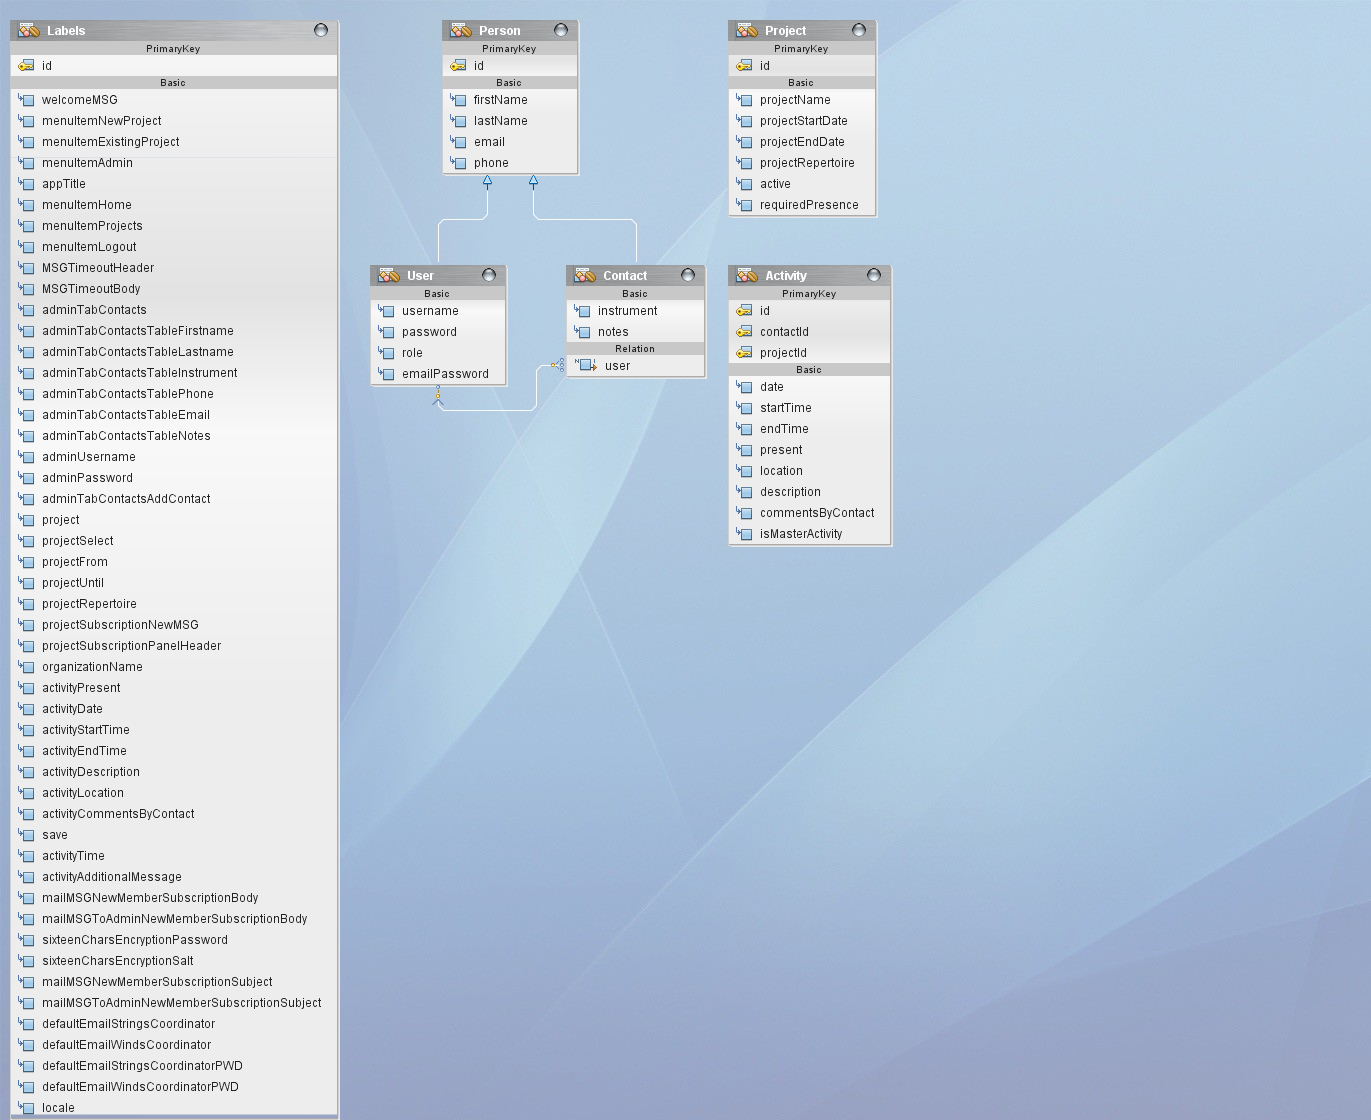 Labels
PrimaryKey
id
Basic
welcomeMSG
menuItemNewProject
menuItemExistingProject
menuItemAdmin
appTitle
menuItemHome
menuItemProjects
menuItemLogout
MSGTimeoutHeader
MSGTimeoutBody
adminTabContacts
adminTabContactsTableFirstname
adminTabContactsTableLastname
adminTabContactsTableInstrument
adminTabContactsTablePhone
adminTabContactsTableEmail
adminTabContactsTableNotes
adminUsername
adminPassword
adminTabContactsAddContact
project
projectSelect
projectFrom
projectUntil
projectRepertoire
projectSubscriptionNewMSG
projectSubscriptionPanelHeader
organizationName
activityPresent
activityDate
activityStartTime
activityEndTime
activityDescription
activityLocation
activityCommentsByContact
save
activityTime
activityAdditionalMessage
mailMSGNewMemberSubscriptionBody
mailMSGToAdminNewMemberSubscriptionBody
sixteenCharsEncryptionPassword
sixteenCharsEncryptionSalt
mailMSGNewMemberSubscriptionSubject
mailMSGToAdminNewMemberSubscriptionSubject
defaultEmailStringsCoordinator
defaultEmailWindsCoordinator
defaultEmailStringsCoordinatorPWD
defaultEmailWindsCoordinatorPWD
locale
Person
PrimaryKey
id
Basic
firstName
lastName
email
phone
User
Basic
username
password
role
emailPassword
Contact
Basic
instrument
notes
Relation
user
Project
PrimaryKey
id
Basic
projectName
projectStartDate
projectEndDate
projectRepertoire
active
requiredPresence
Activity
PrimaryKey
id
contactId
projectId
Basic
date
startTime
endTime
present
location
description
commentsByContact
isMasterActivity